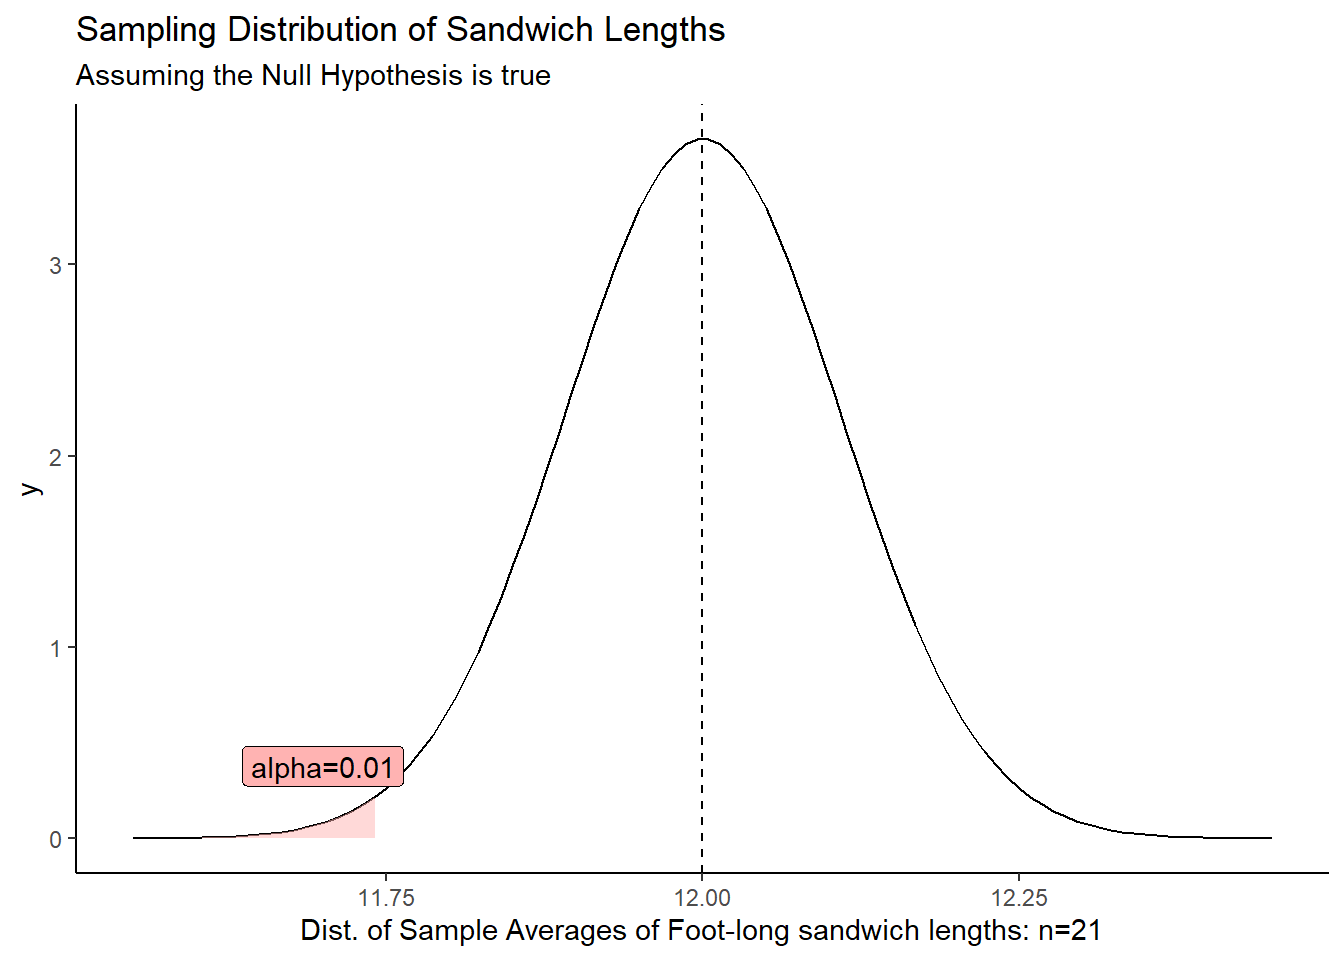 Sampling Distribution of Sandwich Lengths
Assuming the Null Hypothesis is true
3
2
1
0
y
alpha=0.01
11.75 12.00 12.25
Dist. of Sample Averages of Foot-long sandwich lengths: n=21